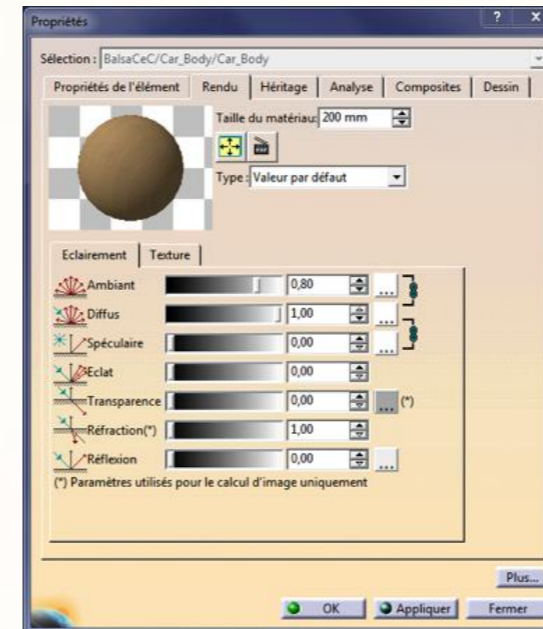 Propriétés
Sélection : BalsaCeC/Car_Body/Car_Body
Propriétés de l'élément Rendu Héritage Analyse Composites Dessin
Taille du matériau: 200 mm
Type : Valeur par défaut
Eclairement Texture
Ambiant 0,80 ...
Diffus 1,00 ...
Spéculaire 0,00 ...
Eclat 0,00
Transparence 0,00 ... (*)
Réfraction(*) 1,00
Réflexion 0,00 ...
(*) Paramètres utilisés pour le calcul d'image uniquement
Plus...
OK Appliquer Fermer